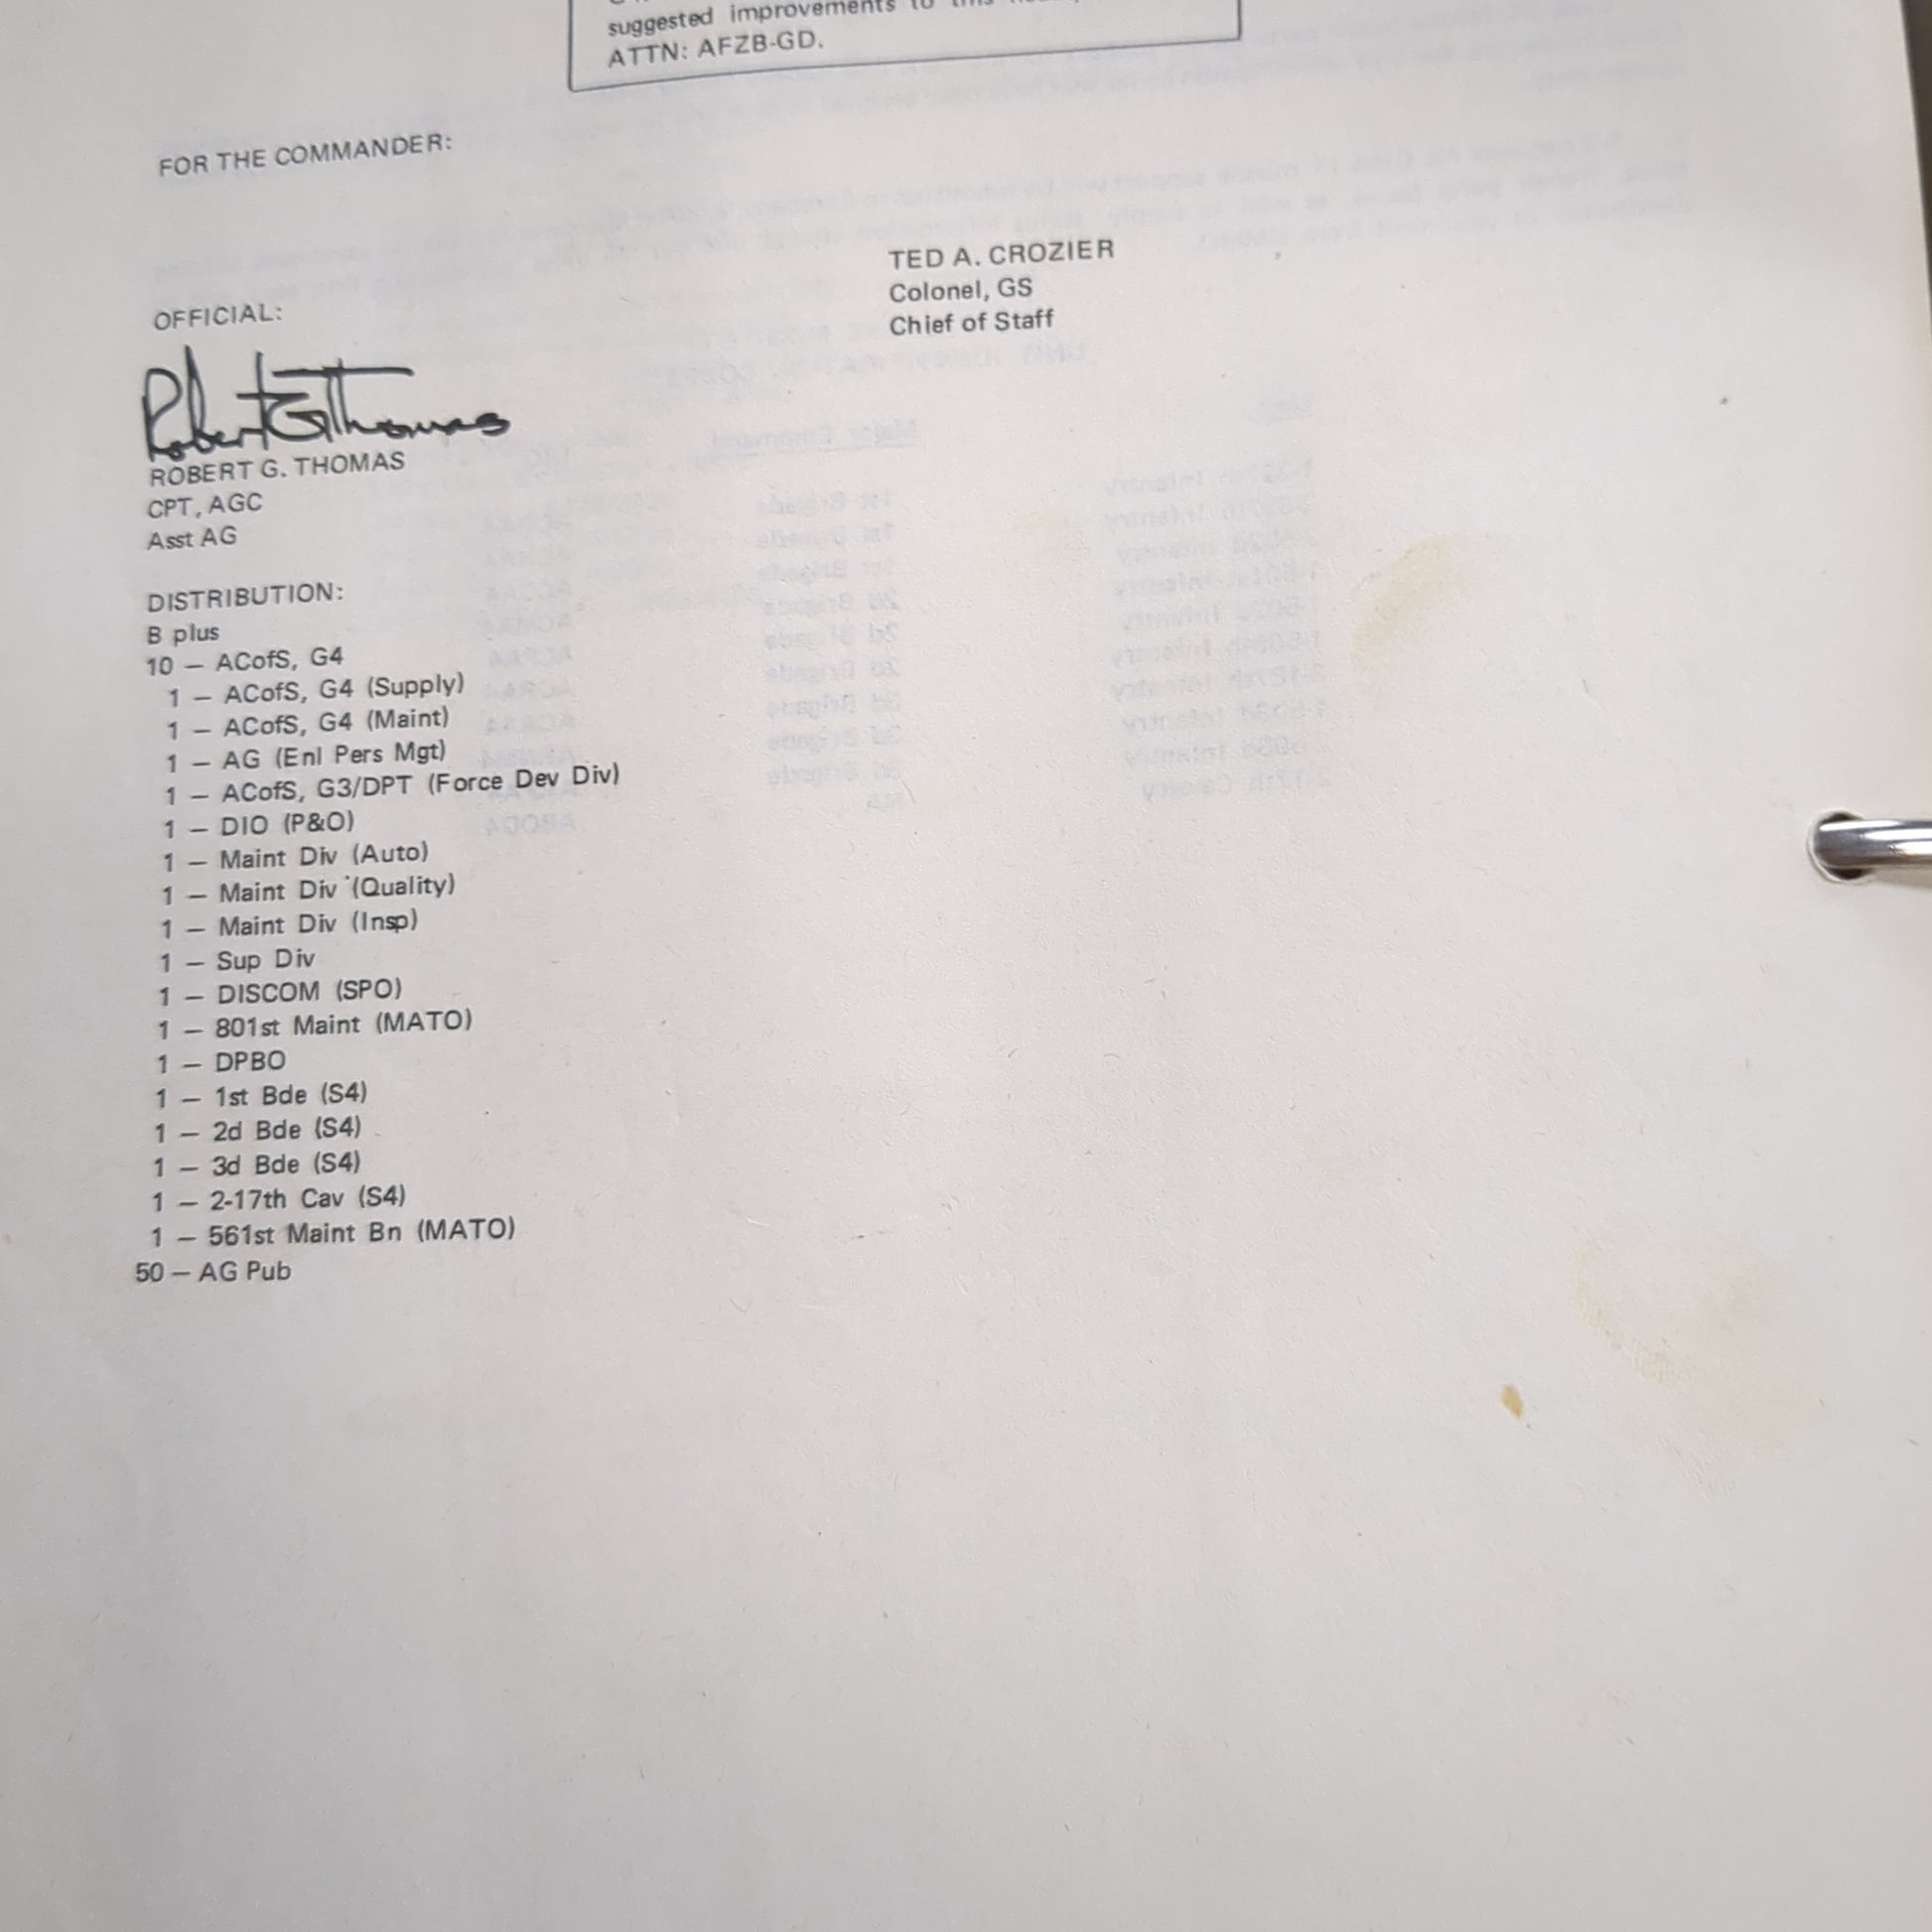 suggested improvements to this
ATTN: AFZB-GD.
FOR THE COMMANDER:
TED A. CROZIER
Colonel, GS
Chief of Staff
OFFICIAL:
Robert G Thomas
ROBERT G. THOMAS
CPT, AGC
Asst AG
DISTRIBUTION:
B plus
10 — ACofS, G4
1 — ACofS, G4 (Supply)
1 — ACofS, G4 (Maint)
1 — AG (Enl Pers Mgt)
1 — ACofS, G3/DPT (Force Dev Div)
1 — DIO (P&O)
1 — Maint Div (Auto)
1 — Maint Div (Quality)
1 — Maint Div (Insp)
1 — Sup Div
1 — DISCOM (SPO)
1 — 801st Maint (MATO)
1 — DPBO
1 — 1st Bde (S4)
1 — 2d Bde (S4)
1 — 3d Bde (S4)
1 — 2-17th Cav (S4)
1 — 561st Maint Bn (MATO)
50 — AG Pub